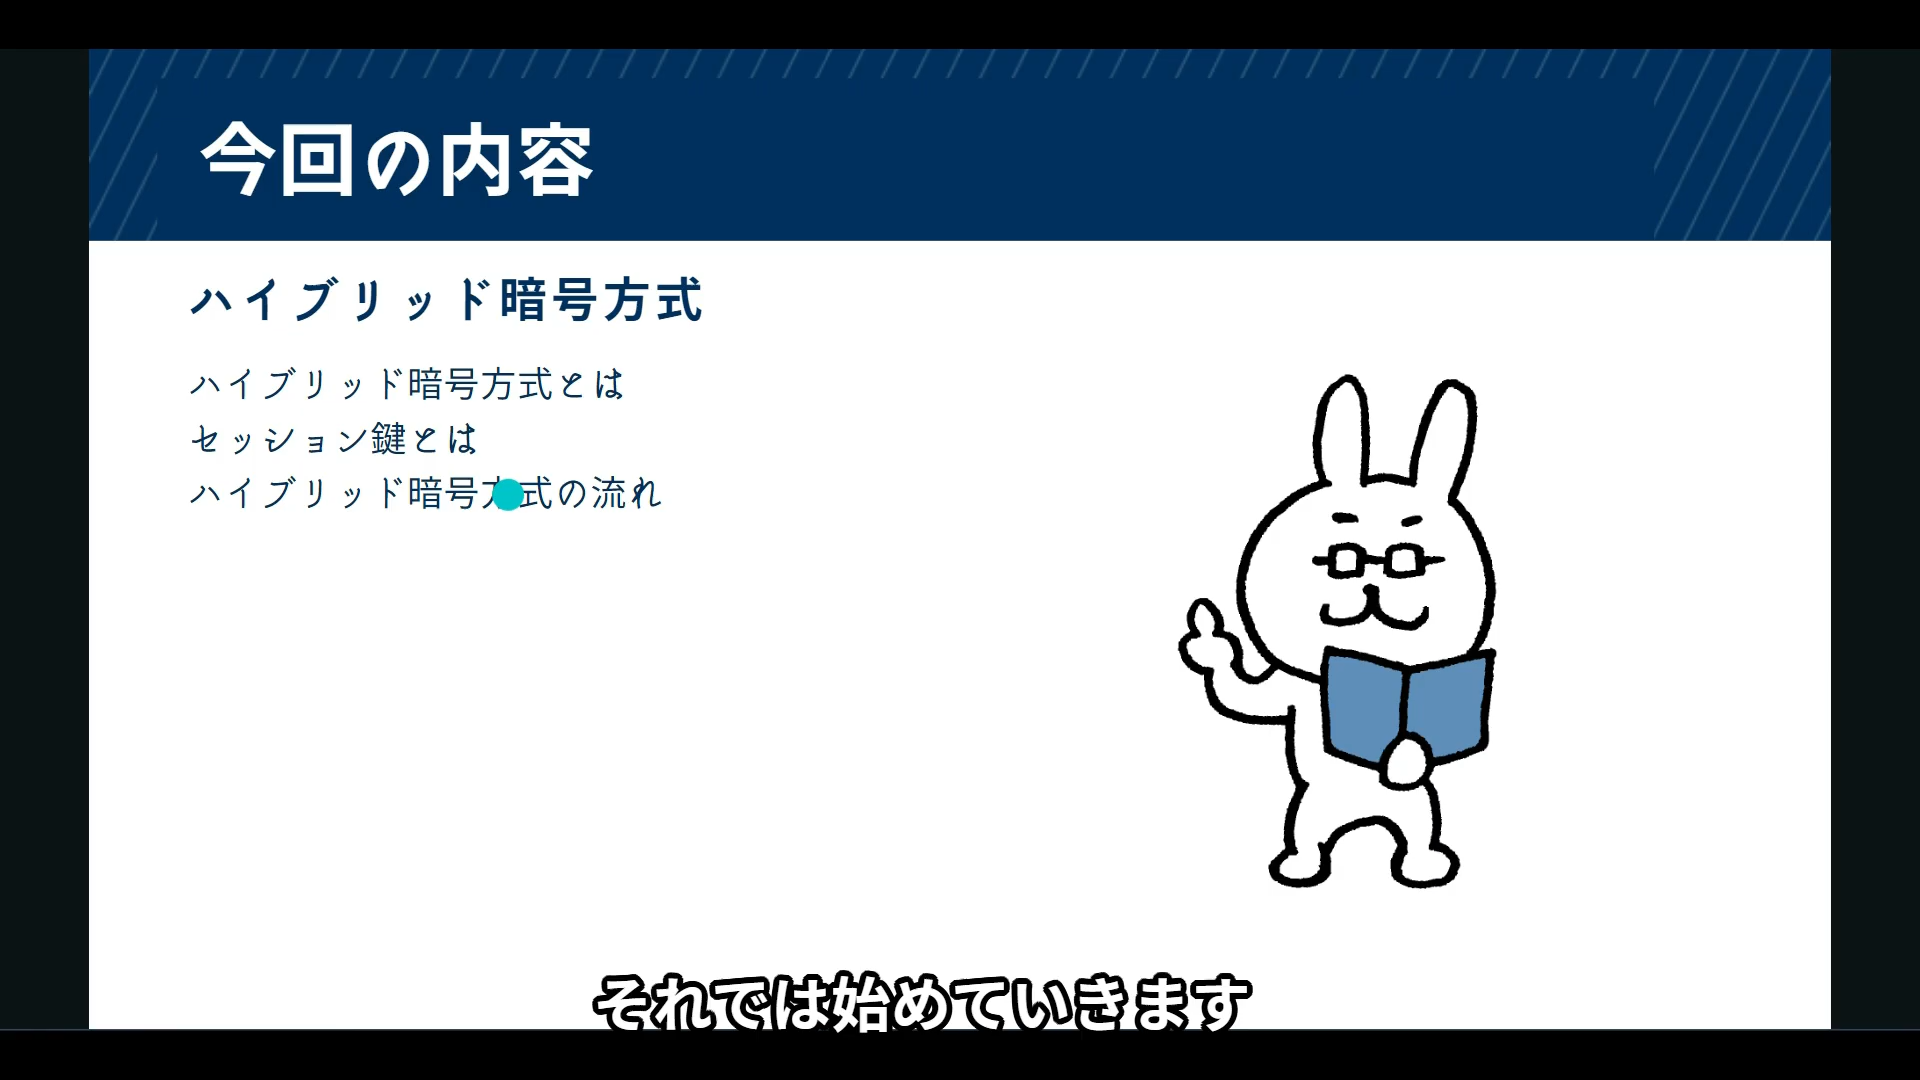 今回の内容
ハイブリッド暗号方式
ハイブリッド暗号方式とは
セッション鍵とは
ハイブリッド暗号方式の流れ
それでは始めていきます